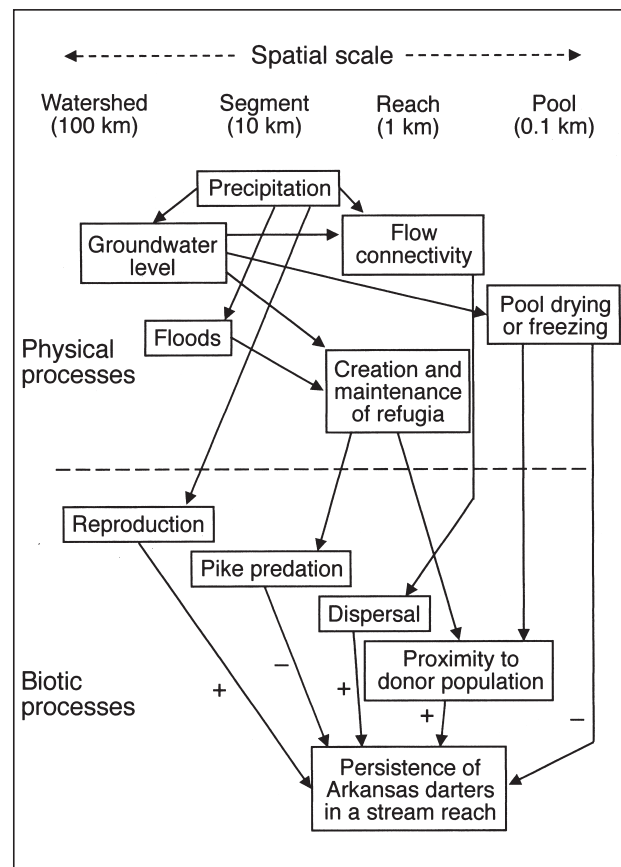 Spatial scale
Watershed
(100 km)
Segment
(10 km)
Reach
(1 km)
Pool
(0.1 km)
Precipitation
Groundwater
level
Flow
connectivity
Pool drying
or freezing
Floods
Physical
processes
Creation and
maintenance
of refugia
Reproduction
Pike predation
Dispersal
Proximity to
donor population
Biotic
processes
+
–
+
+
–
Persistence of
Arkansas darters
in a stream reach